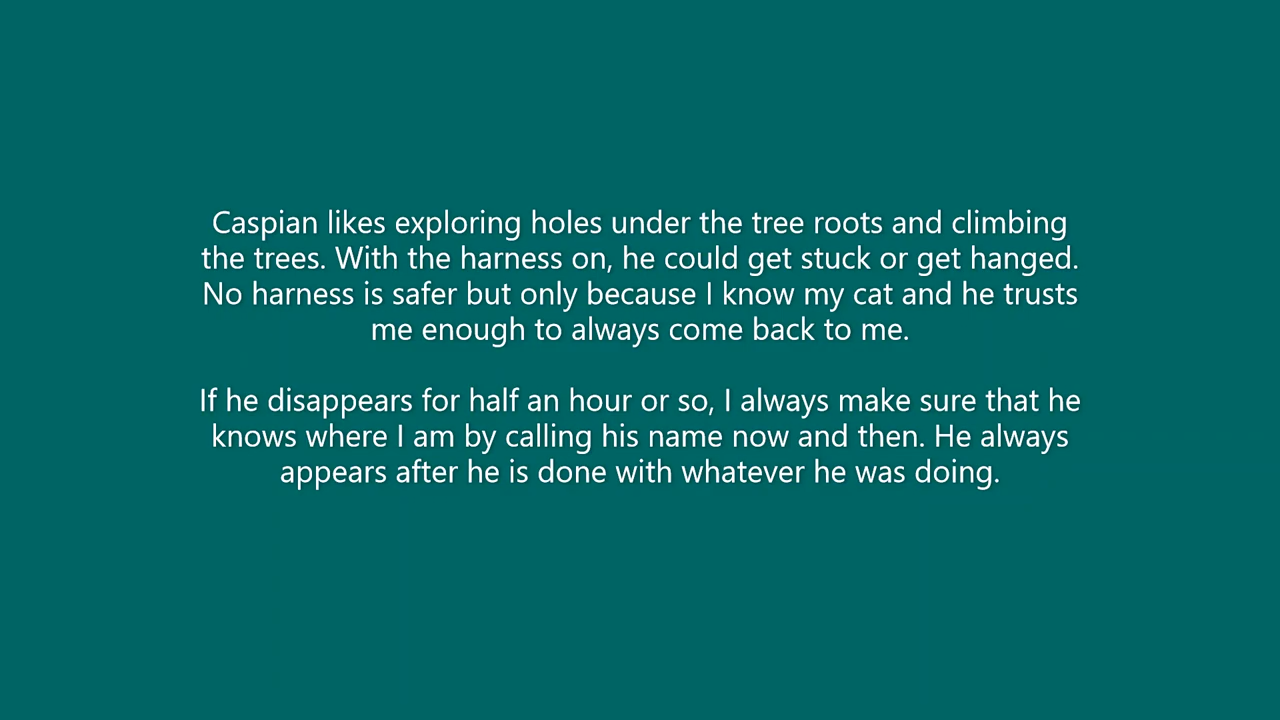 Caspian likes exploring holes under the tree roots and climbing
the trees. With the harness on, he could get stuck or get hanged.
No harness is safer but only because I know my cat and he trusts
me enough to always come back to me.
If he disappears for half an hour or so, I always make sure that he
knows where I am by calling his name now and then. He always
appears after he is done with whatever he was doing.